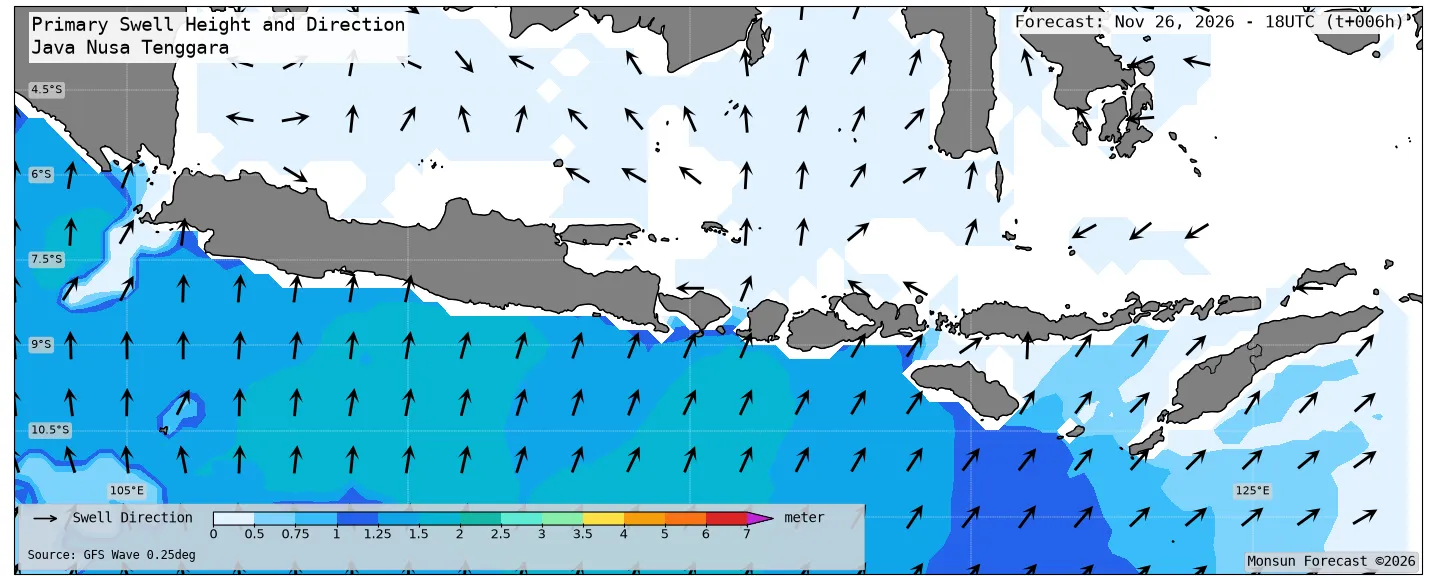 Primary Swell Height and Direction
Java Nusa Tenggara
Forecast: Nov 26, 2026 - 18UTC (t+006h)
4.5°S
6°S
7.5°S
9°S
10.5°S
105°E
125°E
Swell Direction
meter
0 0.5 0.75 1 1.25 1.5 2 2.5 3 3.5 4 5 6 7
Source: GFS Wave 0.25deg
Monsun Forecast ©2026